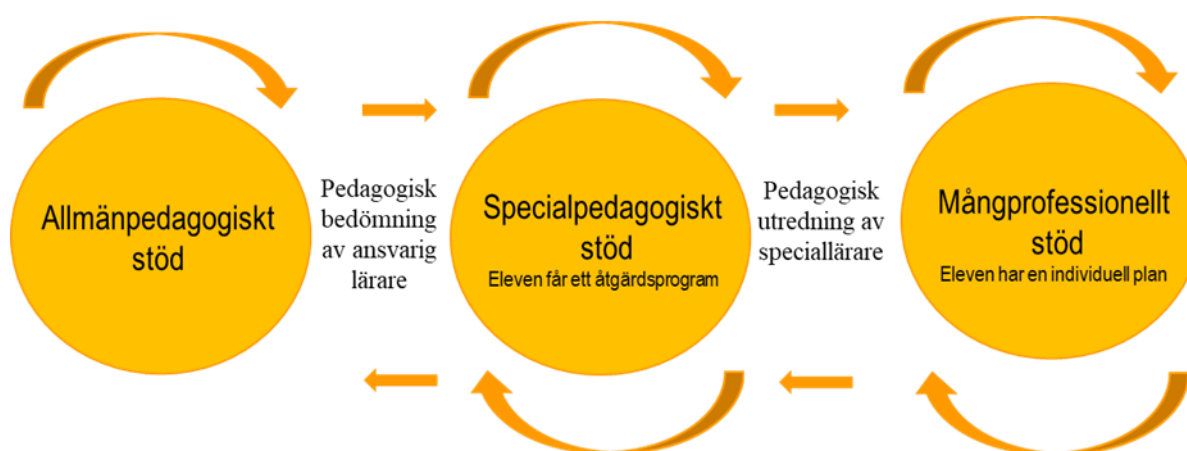 Allmänpedagogiskt
stöd
Pedagogisk
bedömning
av ansvarig
lärare
Specialpedagogiskt
stöd
Eleven får ett åtgärdsprogram
Pedagogisk
utredning av
speciallärare
Mångprofessionellt
stöd
Eleven har en individuell plan